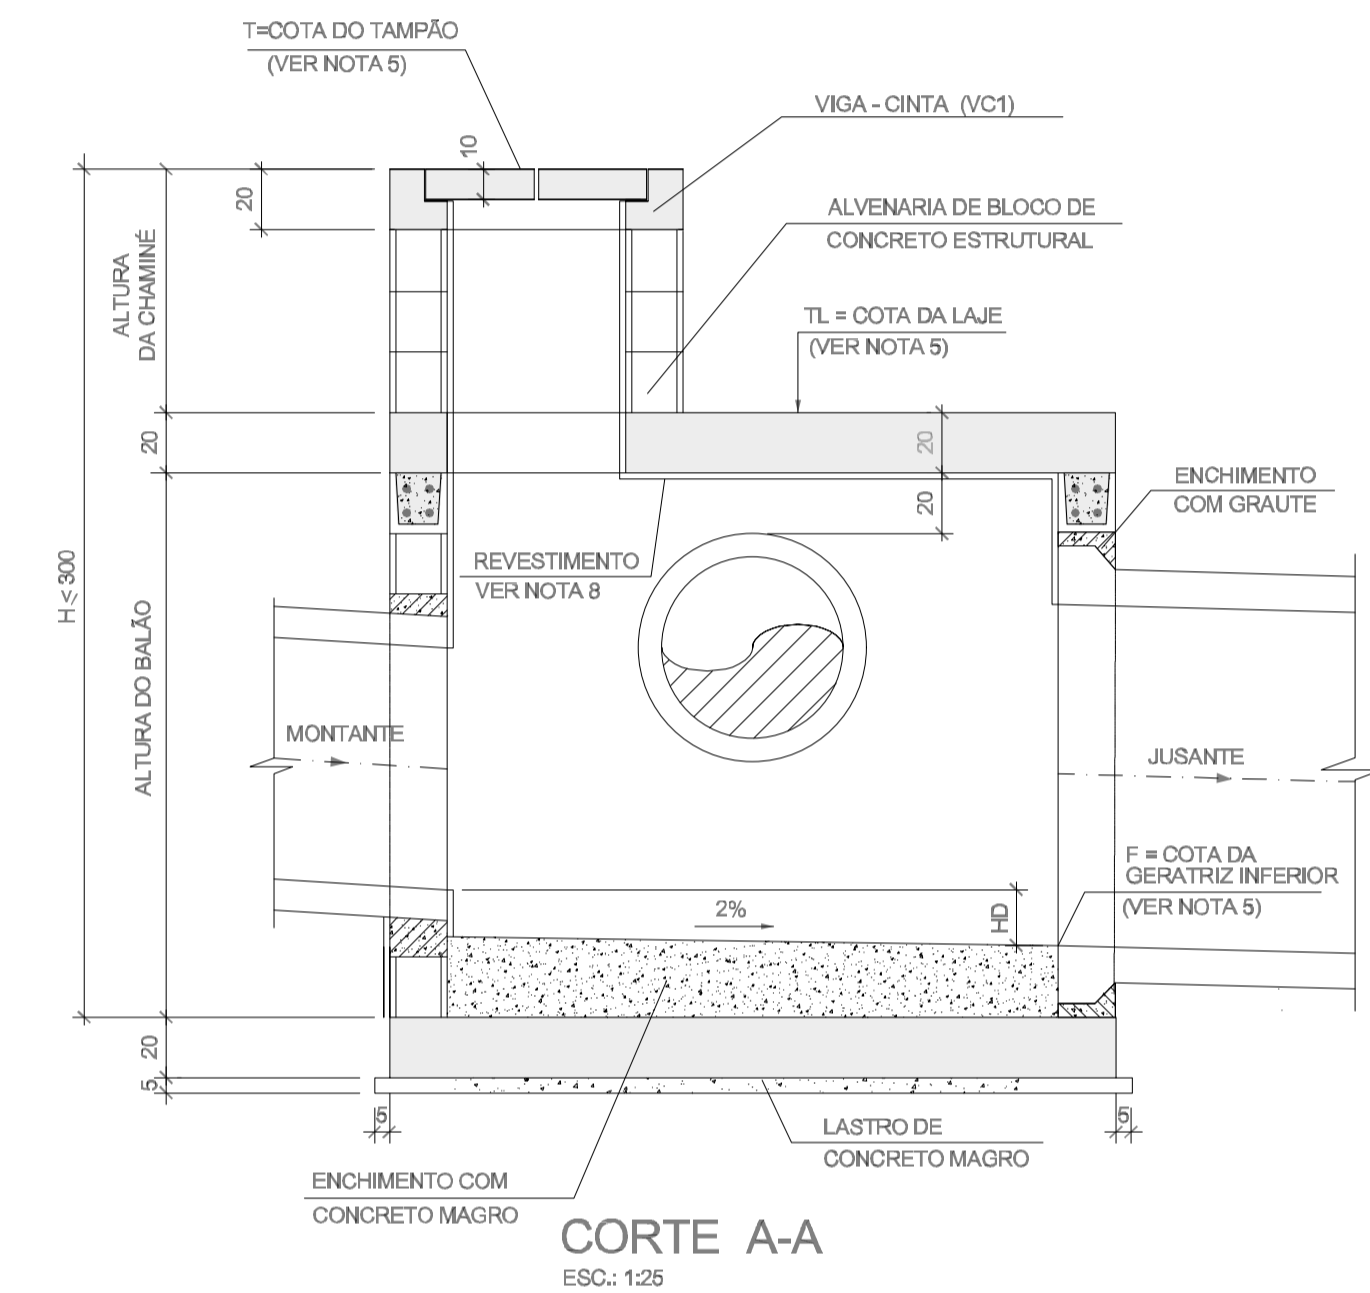 T=COTA DO TAMPÃO
(VER NOTA 5)
VIGA - CINTA (VC1)
10
20
ALVENARIA DE BLOCO DE
CONCRETO ESTRUTURAL
ALTURA
DA CHAMINÉ
TL = COTA DA LAJE
(VER NOTA 5)
20
20
20
ENCHIMENTO
COM GRAUTE
H ≤ 300
REVESTIMENTO
VER NOTA 8
ALTURA DO BALÃO
MONTANTE
JUSANTE
F = COTA DA
GERATRIZ INFERIOR
(VER NOTA 5)
2%
HD
20
5
5
5
LASTRO DE
CONCRETO MAGRO
ENCHIMENTO COM
CONCRETO MAGRO
CORTE A-A
ESC.: 1:25